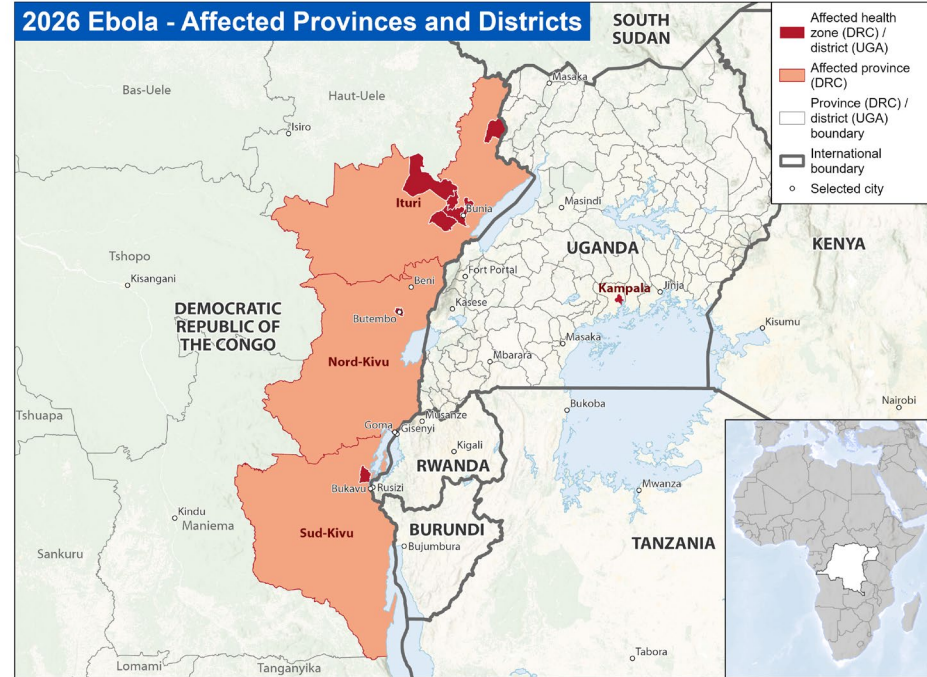 2026 Ebola - Affected Provinces and Districts
Affected health
zone (DRC) /
district (UGA)
Affected province
(DRC)
Province (DRC) /
district (UGA)
boundary
International
boundary
Selected city
SOUTH
SUDAN
Masaka
Bas-Uele
Haut-Uele
Isiro
Ituri
Bunia
Masindi
UGANDA
KENYA
Tshopo
Kisangani
Beni
Fort Portal
Kampala
Jinja
DEMOCRATIC
REPUBLIC OF
THE CONGO
Butembo
Kasese
Kisumu
Masaka
Nord-Kivu
Mbarara
Nairobi
Bukoba
Tshuapa
Musanze
Goma
Gisenyi
Kigali
RWANDA
Bukavu
Rusizi
Mwanza
Kindu
Maniema
Sud-Kivu
BURUNDI
Bujumbura
TANZANIA
Sankuru
Lomami
Tanganyika
Tabora